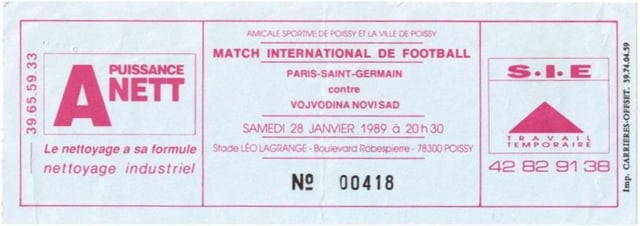 39.65.59.33
PUISSANCE
A NETT
Le nettoyage a sa formule
nettoyage industriel
AMICALE SPORTIVE DE POISSY ET LA VILLE DE POISSY
MATCH INTERNATIONAL DE FOOTBALL
PARIS-SAINT-GERMAIN
contre
VOJVODINA NOVI SAD
SAMEDI 28 JANVIER 1989 à 20h30
Stade LÉO LAGRANGE - Boulevard Robespierre - 78300 POISSY
Nº 00418
S.I.E
TRAVAIL
TEMPORAIRE
42 82 91 38
Imp. CARRIERES-OFFSET. 39.74.04.59